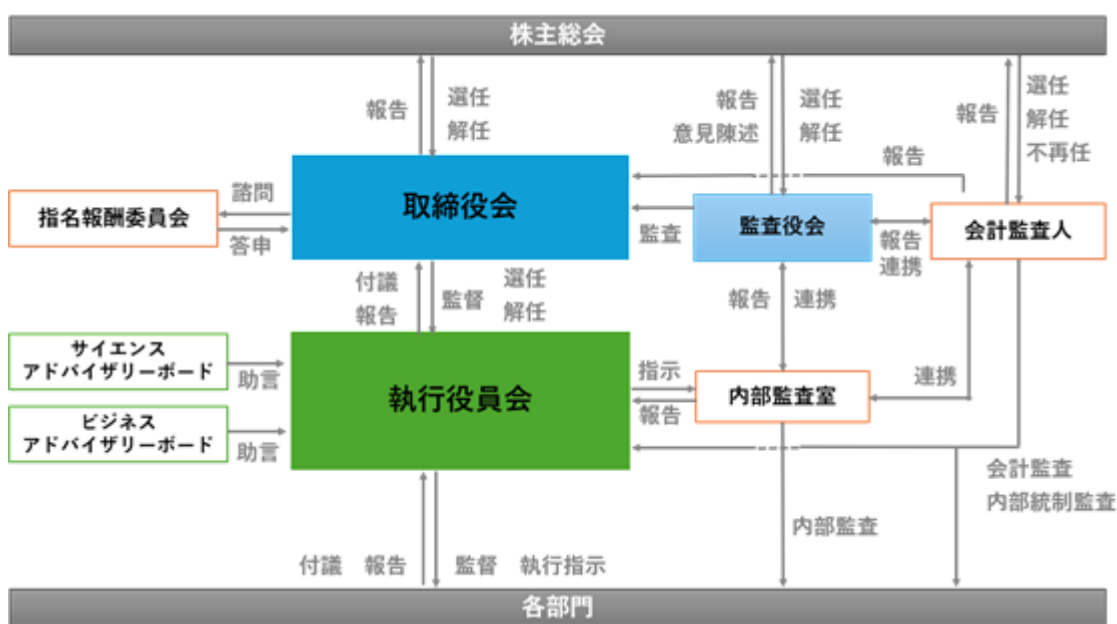 株主総会
報告
選任
解任
報告
意見陳述
選任
解任
報告
選任
解任
不再任
報告
指名報酬委員会
諮問
答申
取締役会
監査
監査役会
報告
連携
会計監査人
付議
報告
監督
選任
解任
報告
連携
サイエンス
アドバイザリーボード
助言
ビジネス
アドバイザリーボード
助言
執行役員会
指示
報告
内部監査室
連携
会計監査
内部統制監査
内部監査
付議 報告
監督 執行指示
各部門